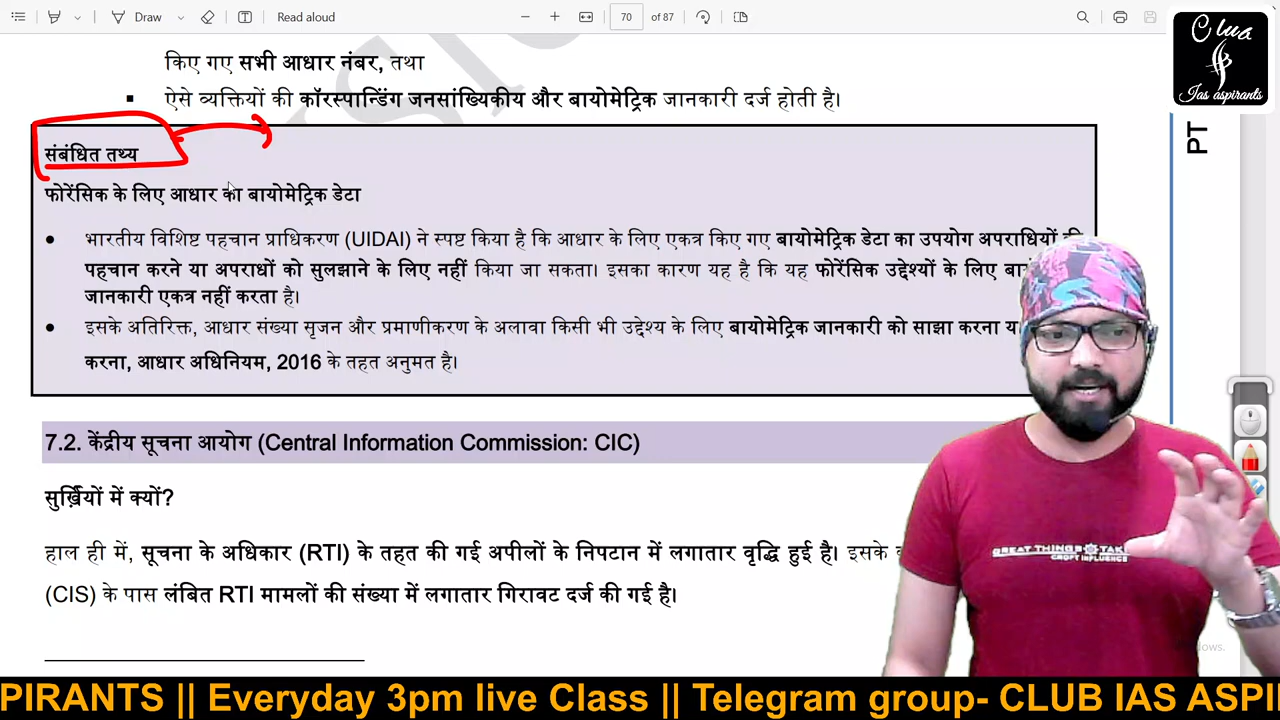 Draw
Read aloud
70 of 87
Clua
Ias aspirants
किए गए सभी आधार नंबर, तथा
ऐसे व्यक्तियों की कॉरस्पान्डिंग जनसांख्यिकीय और बायोमेट्रिक जानकारी दर्ज होती है।
PT
संबंधित तथ्य
फोरेंसिक के लिए आधार का बायोमेट्रिक डेटा
भारतीय विशिष्ट पहचान प्राधिकरण (UIDAI) ने स्पष्ट किया है कि आधार के लिए एकत्र किए गए बायोमेट्रिक डेटा का उपयोग अपराधियों की
पहचान करने या अपराधों को सुलझाने के लिए नहीं किया जा सकता। इसका कारण यह है कि यह फोरेंसिक उद्देश्यों के लिए
जानकारी एकत्र नहीं करता है।
इसके अतिरिक्त, आधार संख्या सृजन और प्रमाणीकरण के अलावा किसी भी उद्देश्य के लिए बायोमेट्रिक जानकारी को साझा करना
करना, आधार अधिनियम, 2016 के तहत अनुमत है।
7.2. केंद्रीय सूचना आयोग (Central Information Commission: CIC)
सुर्ख़ियों में क्यों?
हाल ही में, सूचना के अधिकार (RTI) के तहत की गई अपीलों के निपटान में लगातार वृद्धि हुई है। इसके
(CIS) के पास लंबित RTI मामलों की संख्या में लगातार गिरावट दर्ज की गई है।
GREAT THINGS TAKE
PIRANTS || Everyday 3pm live Class || Telegram group- CLUB IAS ASPI